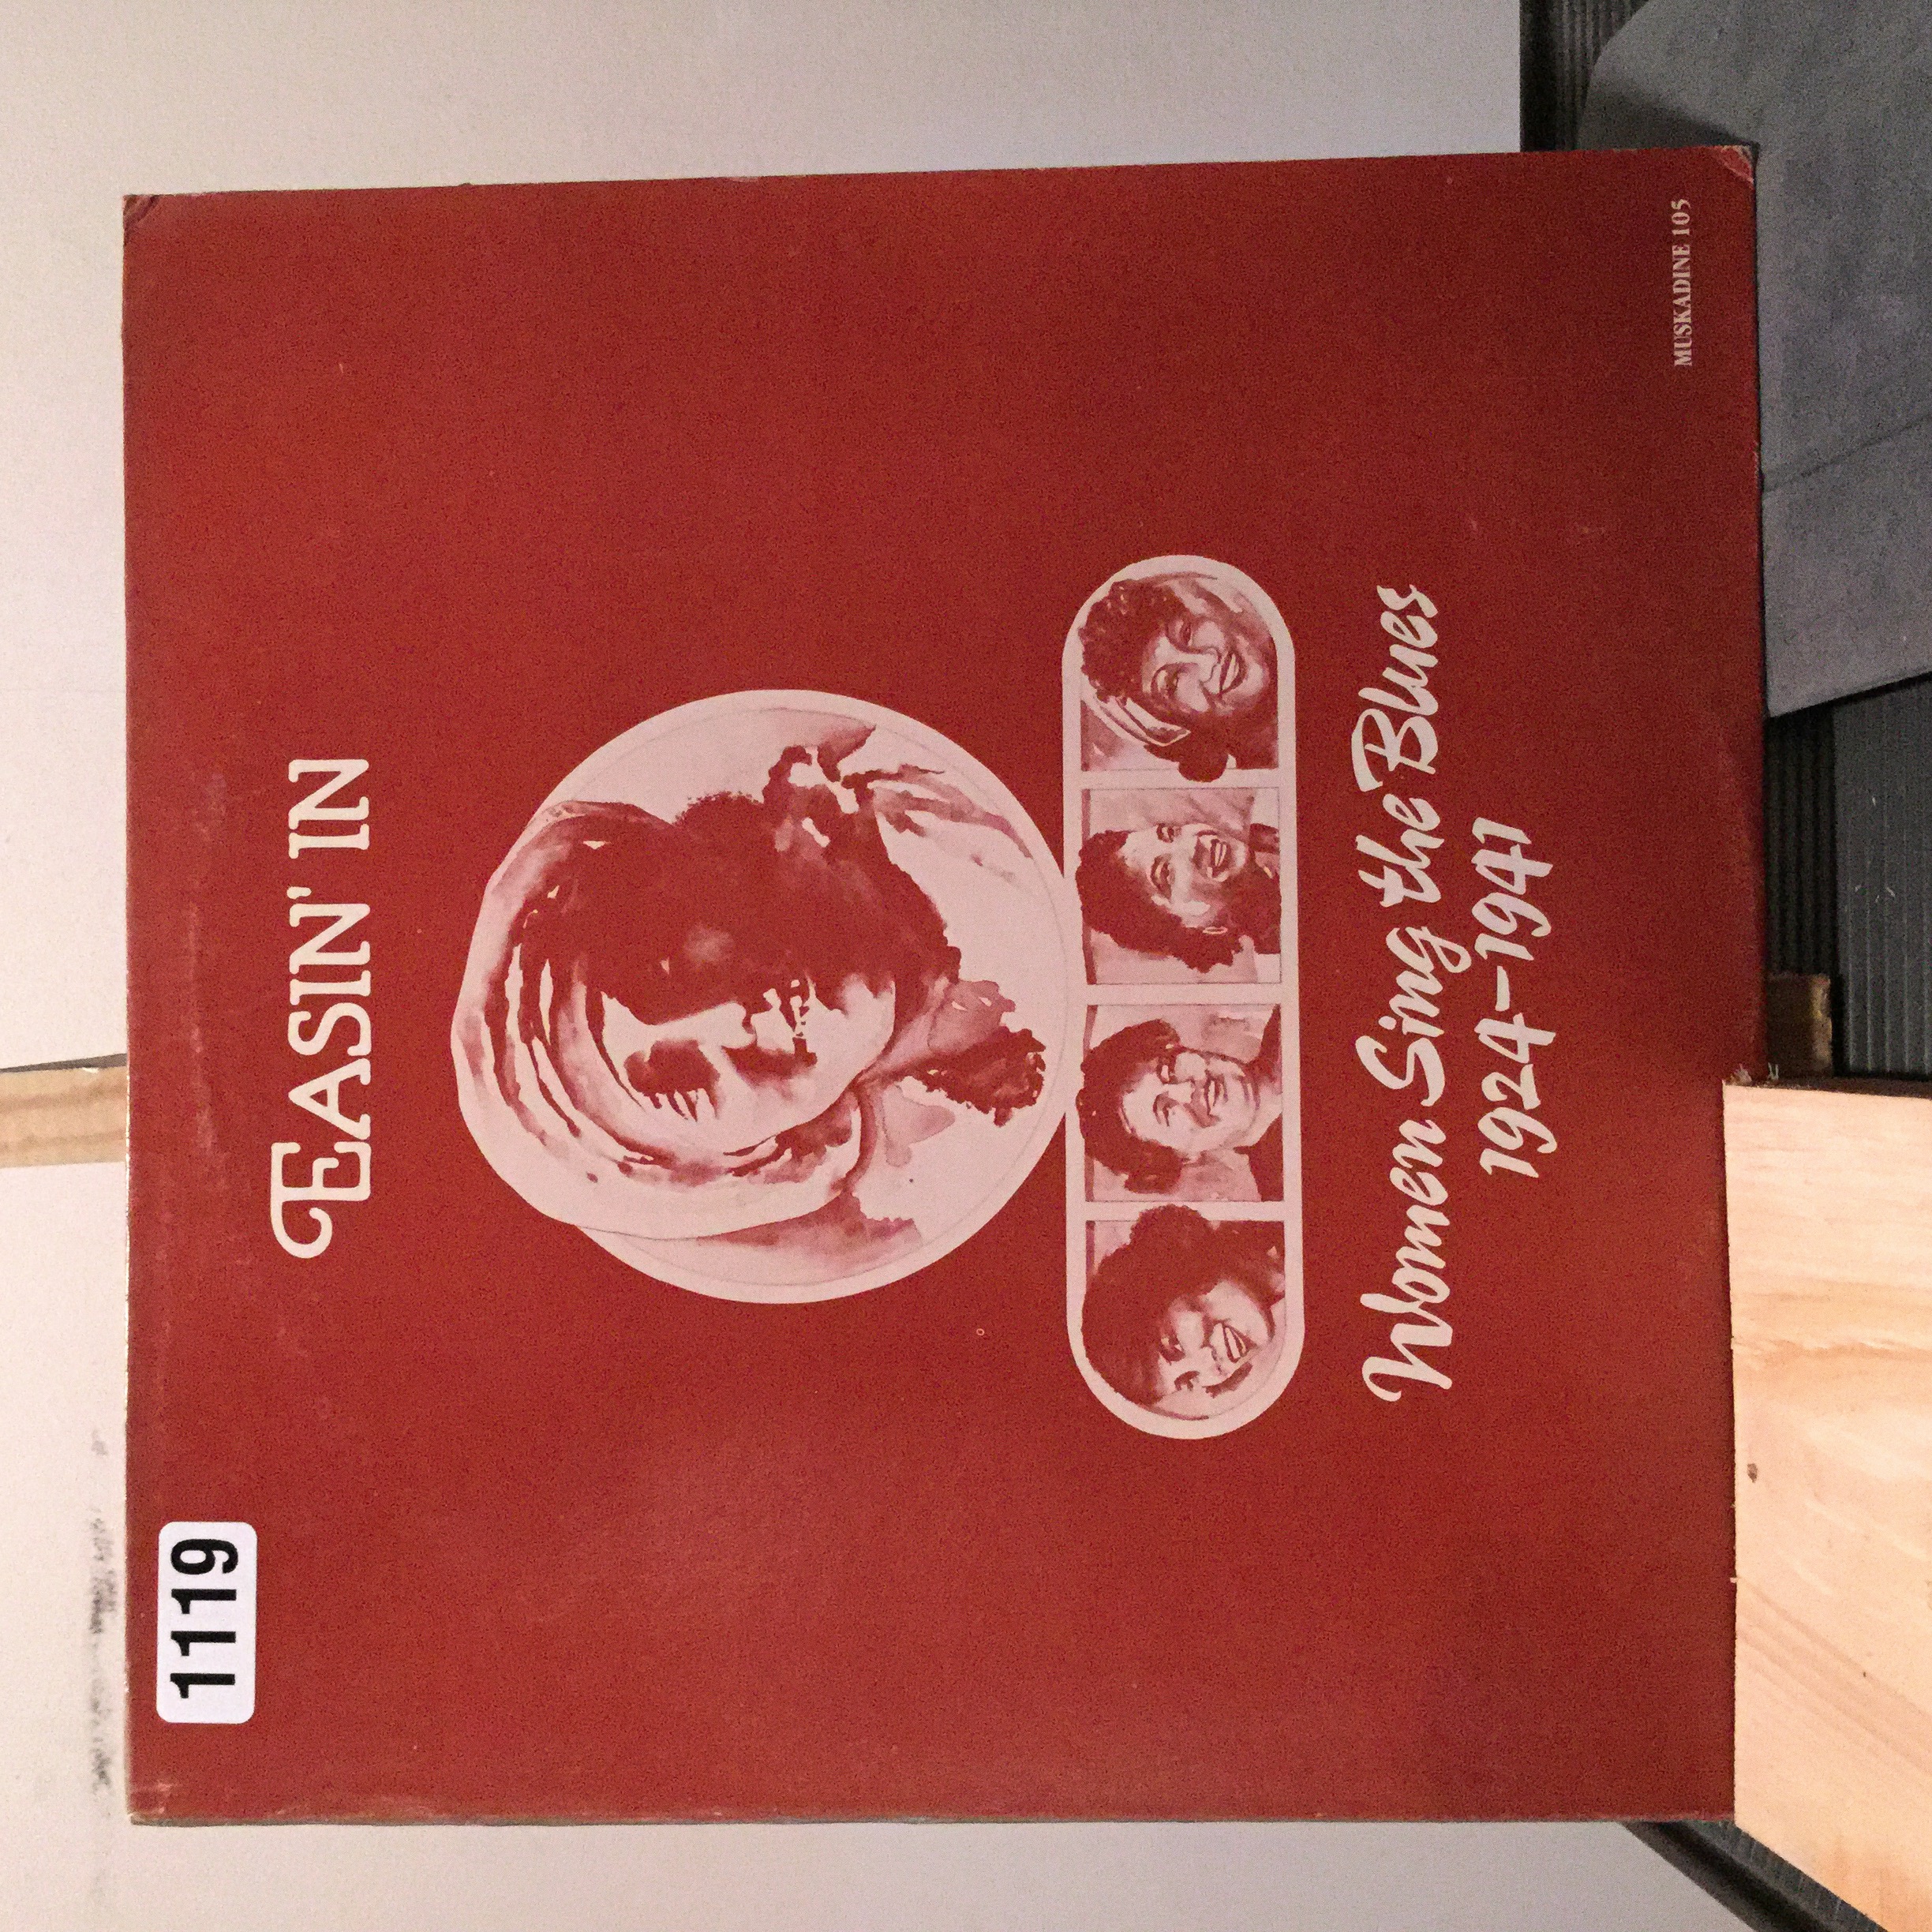 1119
EASIN' IN
Women Sing the Blues
1924-1941
MUSKADINE 105